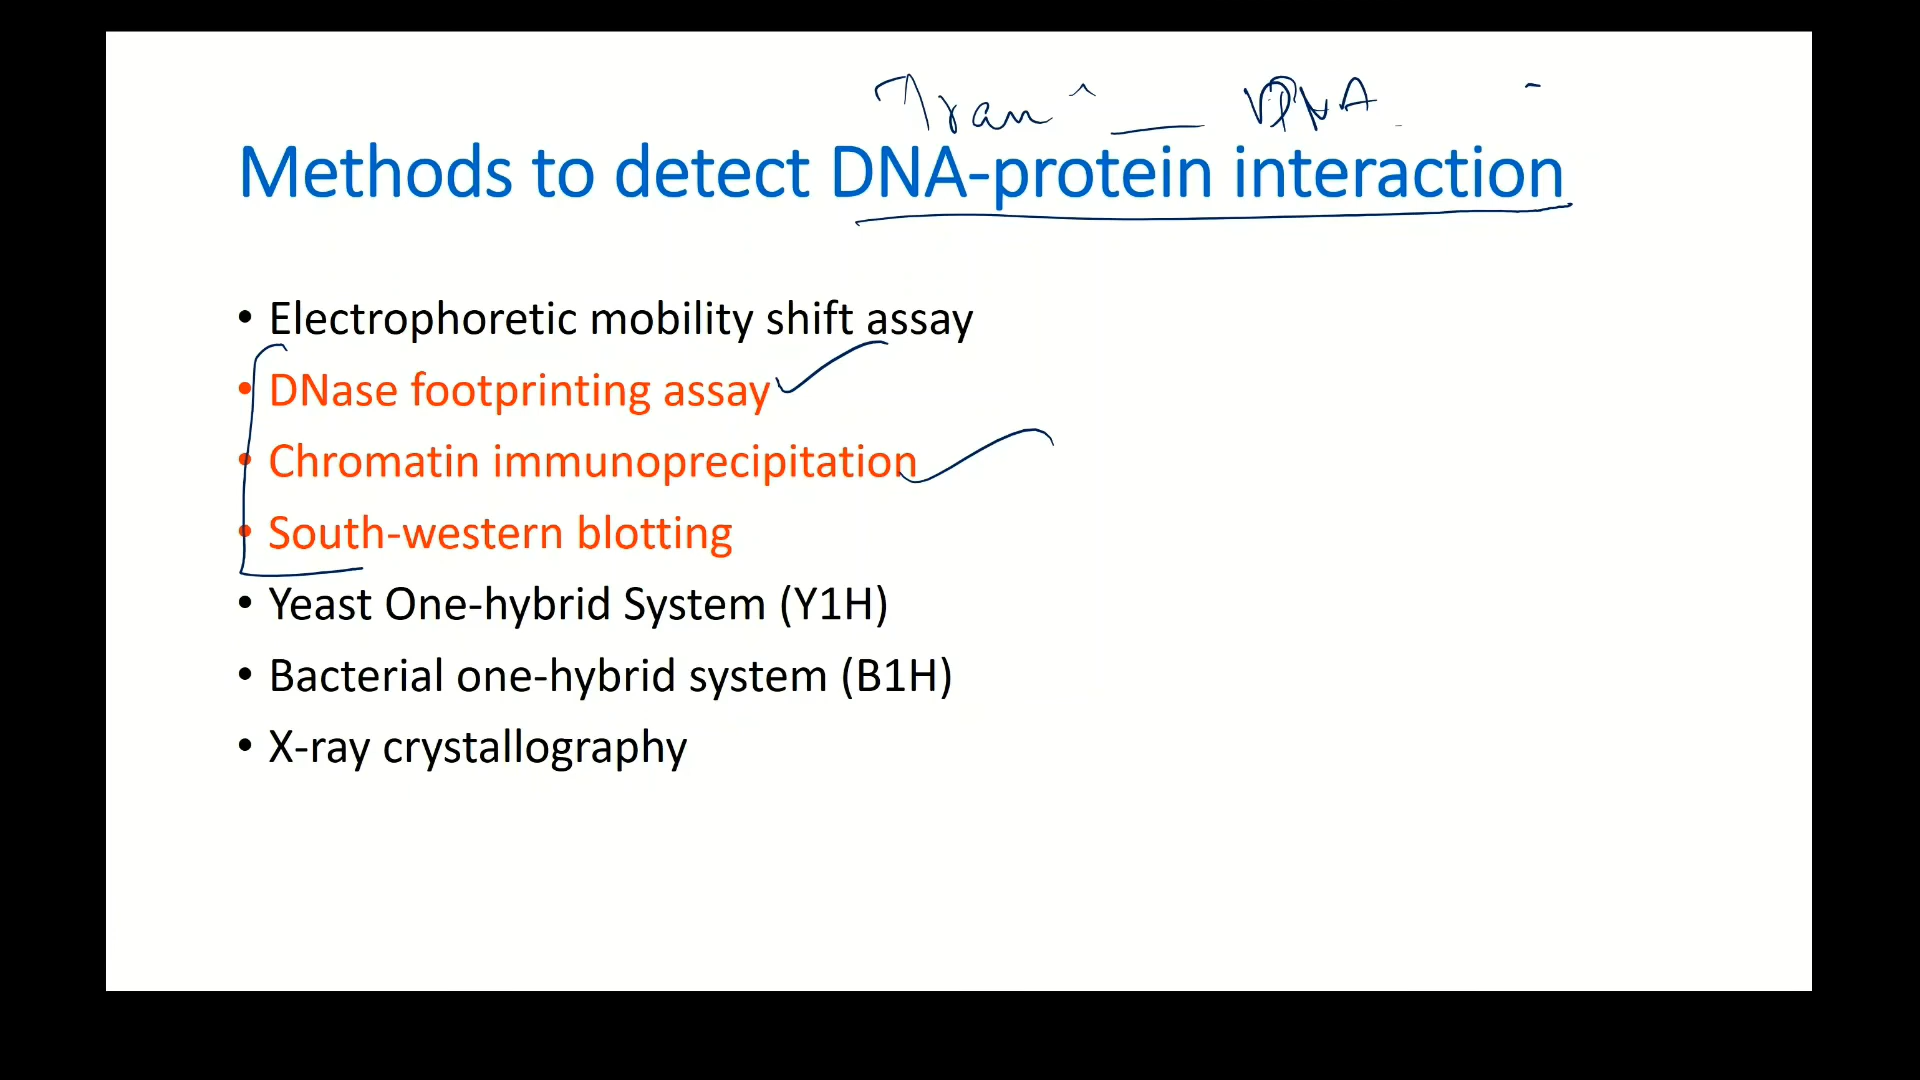 Tran
Methods to detect DNA-protein interaction
• Electrophoretic mobility shift assay
• DNase footprinting assay
• Chromatin immunoprecipitation
• South-western blotting
• Yeast One-hybrid System (Y1H)
• Bacterial one-hybrid system (B1H)
• X-ray crystallography